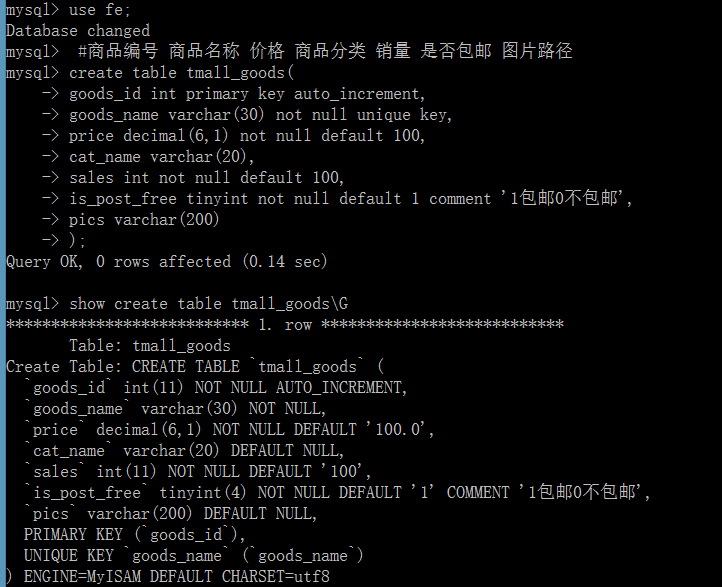 mysql> use fe;
Database changed
mysql>  #商品编号 商品名称 价格 商品分类 销量 是否包邮 图片路径
mysql> create table tmall_goods(
    -> goods_id int primary key auto_increment,
    -> goods_name varchar(30) not null unique key,
    -> price decimal(6,1) not null default 100,
    -> cat_name varchar(20),
    -> sales int not null default 100,
    -> is_post_free tinyint not null default 1 comment '1包邮0不包邮',
    -> pics varchar(200)
    -> );
Query OK, 0 rows affected (0.14 sec)

mysql> show create table tmall_goods\G
*************************** 1. row ***************************
       Table: tmall_goods
Create Table: CREATE TABLE `tmall_goods` (
  `goods_id` int(11) NOT NULL AUTO_INCREMENT,
  `goods_name` varchar(30) NOT NULL,
  `price` decimal(6,1) NOT NULL DEFAULT '100.0',
  `cat_name` varchar(20) DEFAULT NULL,
  `sales` int(11) NOT NULL DEFAULT '100',
  `is_post_free` tinyint(4) NOT NULL DEFAULT '1' COMMENT '1包邮0不包邮',
  `pics` varchar(200) DEFAULT NULL,
  PRIMARY KEY (`goods_id`),
  UNIQUE KEY `goods_name` (`goods_name`)
) ENGINE=MyISAM DEFAULT CHARSET=utf8